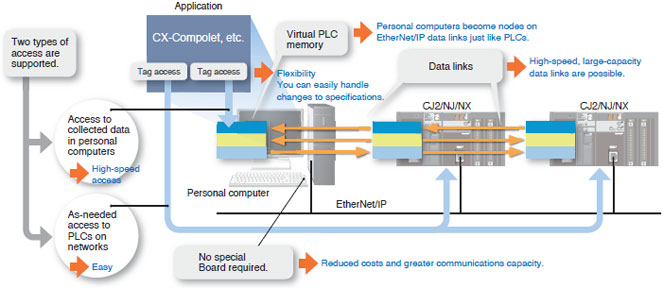 Application
CX-Compolet, etc.
Tag access
Tag access
Two types of
access are
supported.
Virtual PLC
memory
Personal computers become nodes on
EtherNet/IP data links just like PLCs.
Flexibility
You can easily handle
changes to specifications.
Data links
High-speed, large-capacity
data links are possible.
CJ2/NJ/NX
CJ2/NJ/NX
Access to
collected data
in personal
computers
High-speed
access
Personal computer
EtherNet/IP
As-needed
access to
PLCs on
networks
Easy
No special
Board required.
Reduced costs and greater communications capacity.